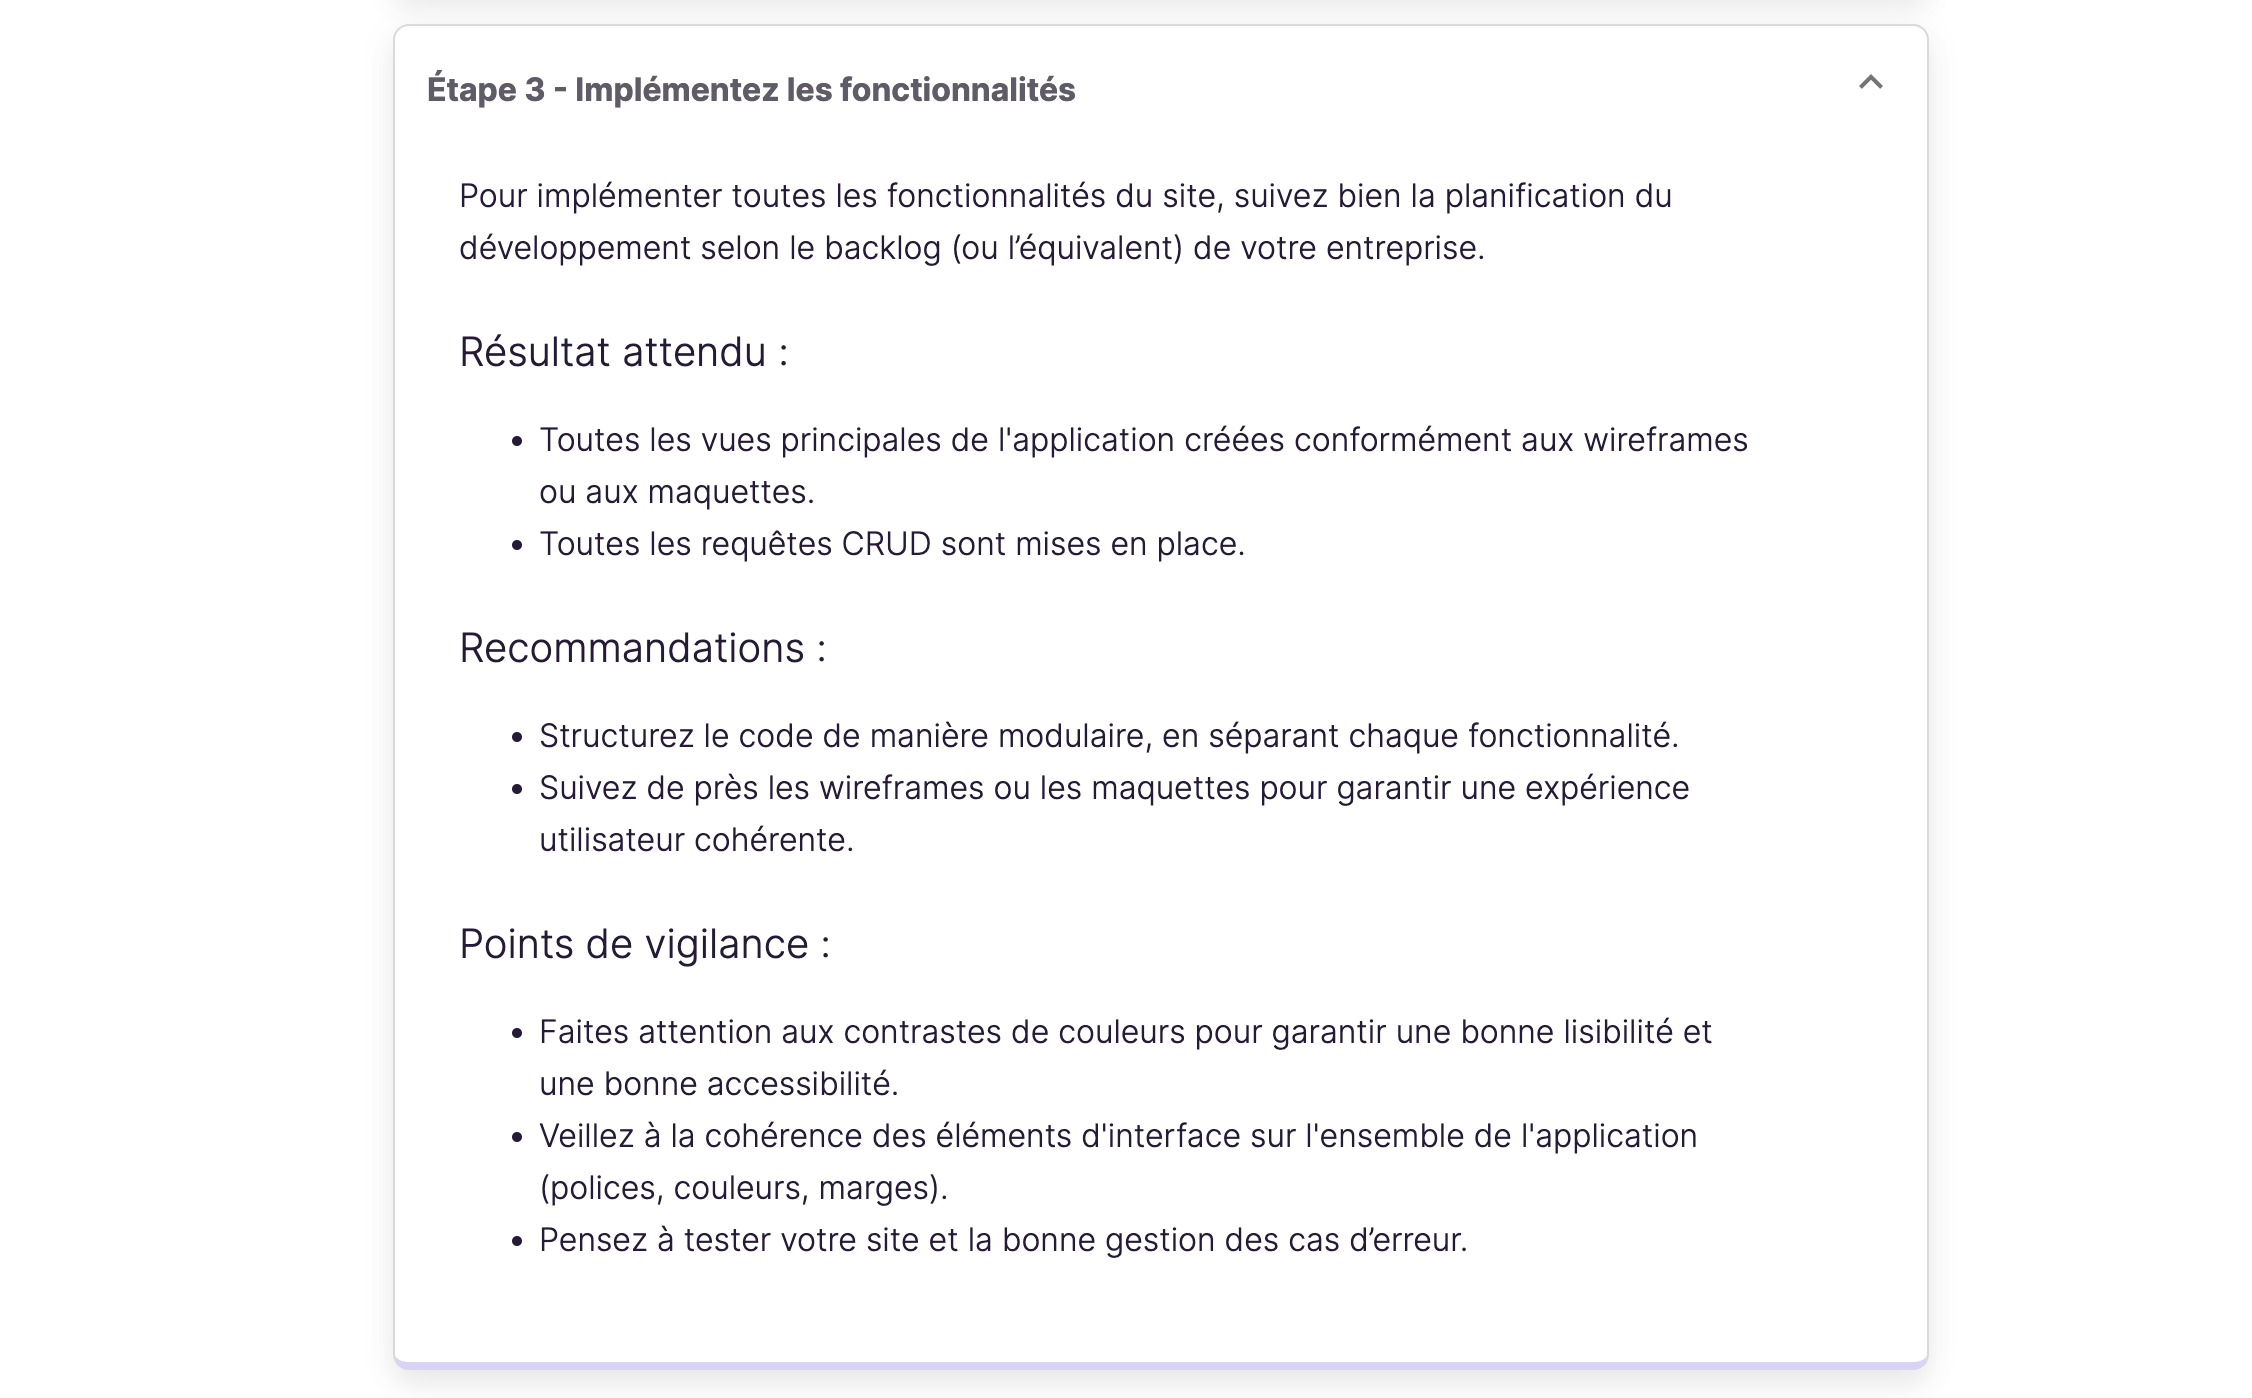 Étape 3 - Implémentez les fonctionnalités
Pour implémenter toutes les fonctionnalités du site, suivez bien la planification du
développement selon le backlog (ou l’équivalent) de votre entreprise.
Résultat attendu :
• Toutes les vues principales de l'application créées conformément aux wireframes
ou aux maquettes.
• Toutes les requêtes CRUD sont mises en place.
Recommandations :
• Structurez le code de manière modulaire, en séparant chaque fonctionnalité.
• Suivez de près les wireframes ou les maquettes pour garantir une expérience
utilisateur cohérente.
Points de vigilance :
• Faites attention aux contrastes de couleurs pour garantir une bonne lisibilité et
une bonne accessibilité.
• Veillez à la cohérence des éléments d'interface sur l'ensemble de l'application
(polices, couleurs, marges).
• Pensez à tester votre site et la bonne gestion des cas d’erreur.